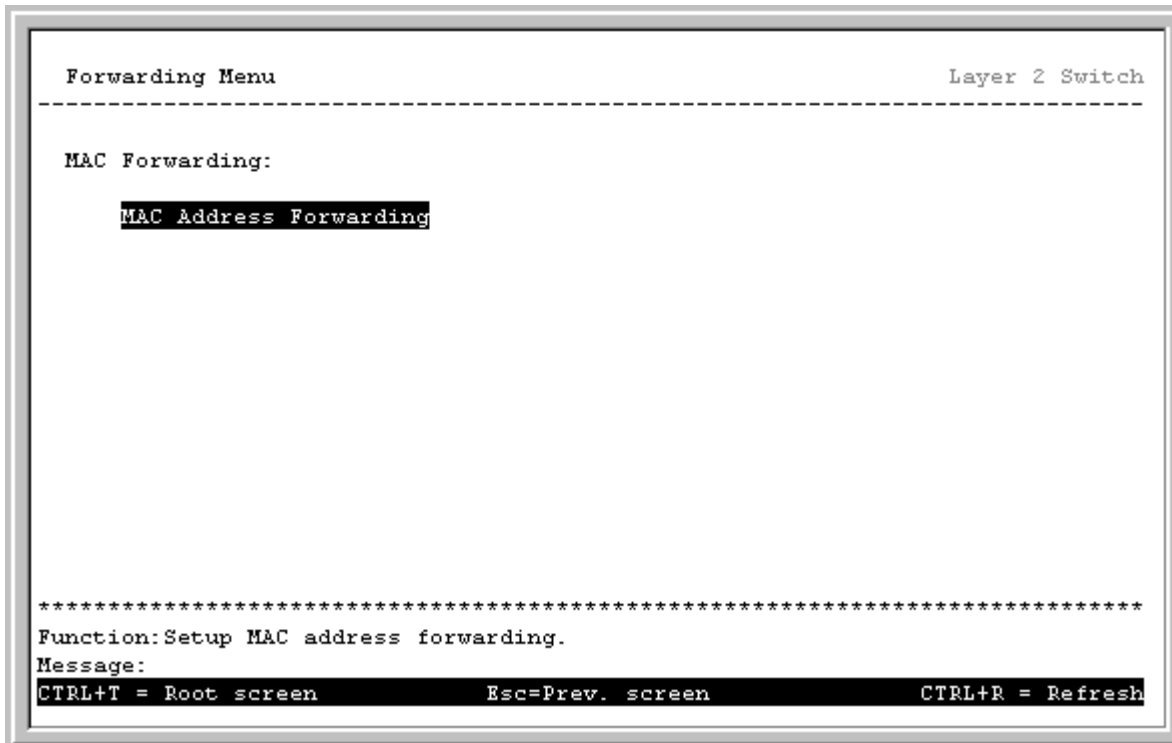 Forwarding Menu Layer 2 Switch
--------------------------------------------------------------------------------
MAC Forwarding:
MAC Address Forwarding
********************************************************************************
Function:Setup MAC address forwarding.
Message:
CTRL+T = Root screen Esc=Prev. screen CTRL+R = Refresh